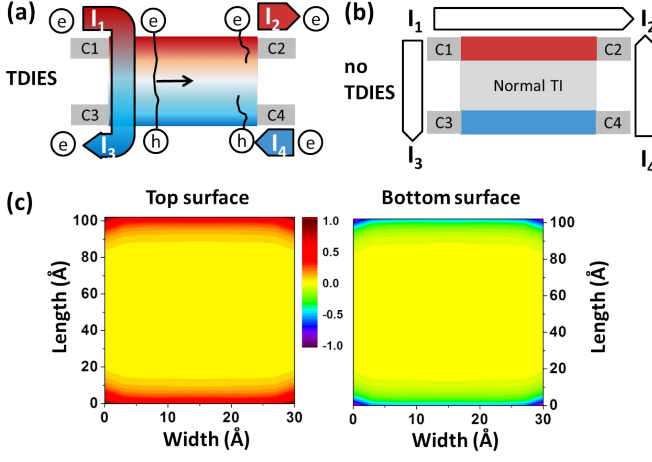 (a)
e I1 e h I2 e
C1 C2
TDIES
C3 C4
e I3 h h I4 e
(b)
I1 I2
C1 C2
no
TDIES
Normal TI
C3 C4
I3 I4
(c)
Top surface Bottom surface
Length (Å)
100
80
60
40
20
0
0 10 20 30
Width (Å)
1.0
0.5
0.0
-0.5
-1.0
100
80
60
40
20
0
Length (Å)
0 10 20 30
Width (Å)